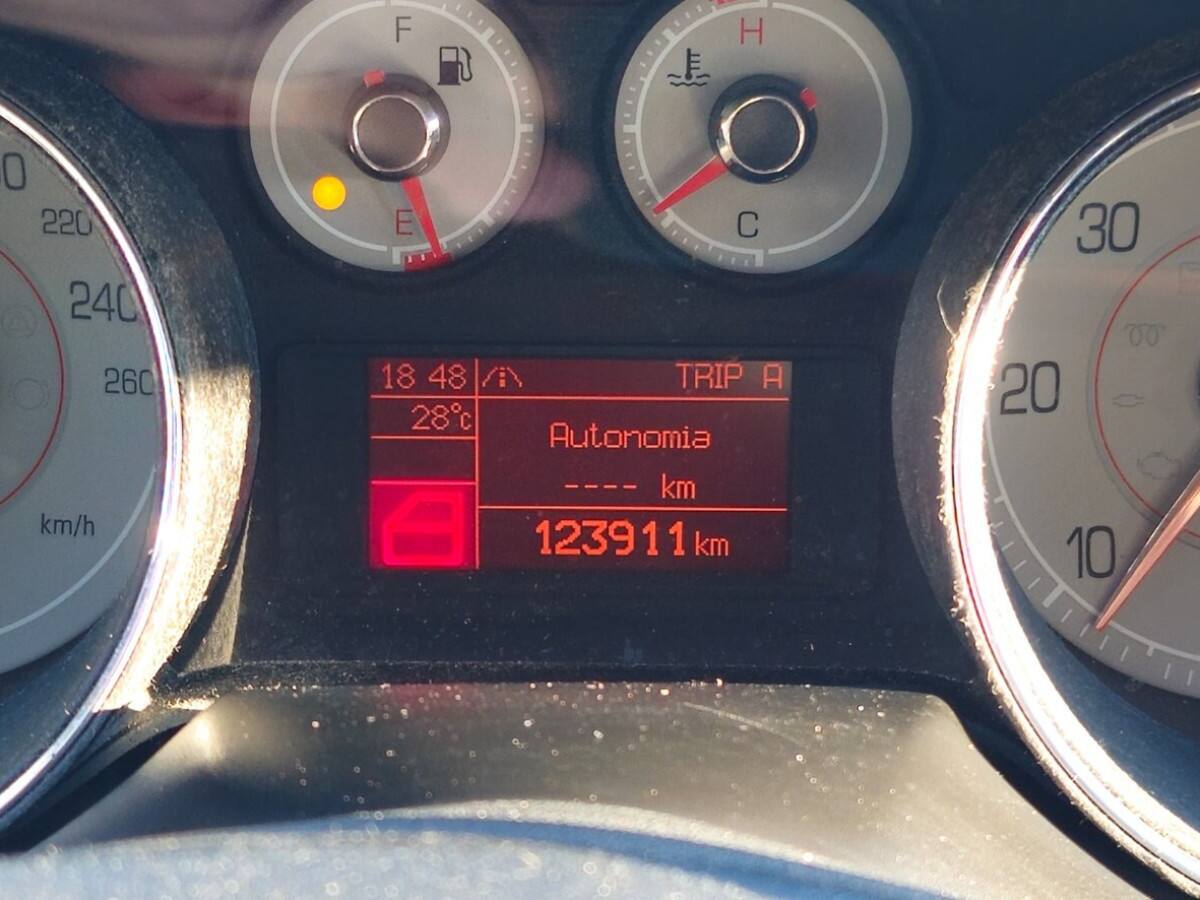 F
H
E
C
220
240
260
km/h
18 48
TRIP A
28°c
Autonomia
---- km
123911 km
30
20
10